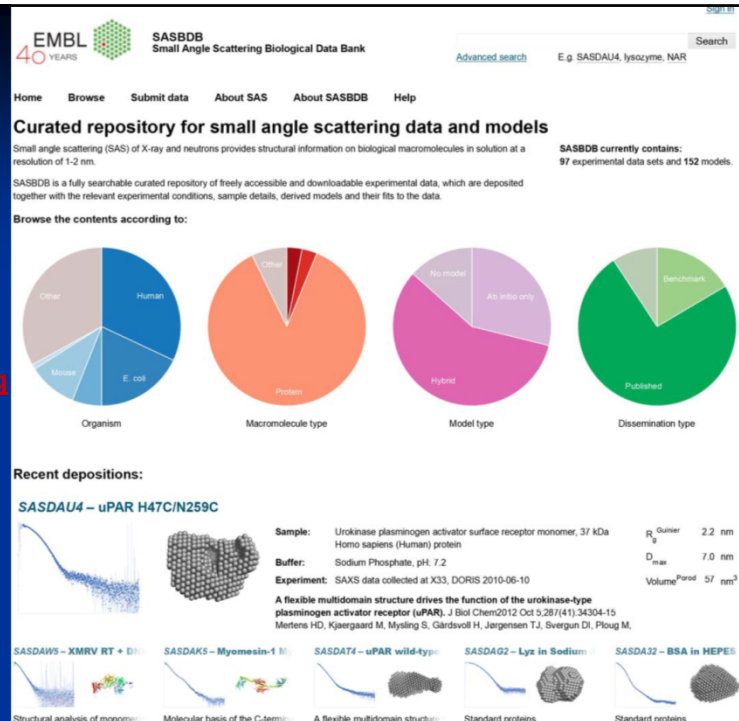 Sign in
EMBL
40 YEARS
SASBDB
Small Angle Scattering Biological Data Bank
Search
Advanced search
E.g. SASDAU4, lysozyme, NAR
Home Browse Submit data About SAS About SASBDB Help
Curated repository for small angle scattering data and models
Small angle scattering (SAS) of X-ray and neutrons provides structural information on biological macromolecules in solution at a
resolution of 1-2 nm.
SASBDB is a fully searchable curated repository of freely accessible and downloadable experimental data, which are deposited
together with the relevant experimental conditions, sample details, derived models and their fits to the data.
SASBDB currently contains:
97 experimental data sets and 152 models.
Browse the contents according to:
Other
Human
Mouse
E. coli
Organism
Other
Protein
Macromolecule type
No model
Ab initio only
Hybrid
Model type
Benchmark
Published
Dissemination type
Recent depositions:
SASDAU4 – uPAR H47C/N259C
Sample: Urokinase plasminogen activator surface receptor monomer, 37 kDa
Homo sapiens (Human) protein
Buffer: Sodium Phosphate, pH: 7.2
Experiment: SAXS data collected at X33, DORIS 2010-06-10
A flexible multidomain structure drives the function of the urokinase-type
plasminogen activator receptor (uPAR). J Biol Chem2012 Oct 5;287(41):34304-15
Mertens HD, Kjaergaard M, Mysling S, Gårdsvoll H, Jørgensen TJ, Svergun DI, Ploug M,
Rg Guinier 2.2 nm
Dmax 7.0 nm
Volume Porod 57 nm³
SASDAW5 – XMRV RT + DN
Structural analysis of monome
SASDAK5 – Myomesin-1 M
Molecular basis of the C-termin
SASDAT4 – uPAR wild-type
A flexible multidomain structure
SASDAG2 – Lyz in Sodium
Standard proteins
SASDA32 – BSA in HEPES
Standard proteins